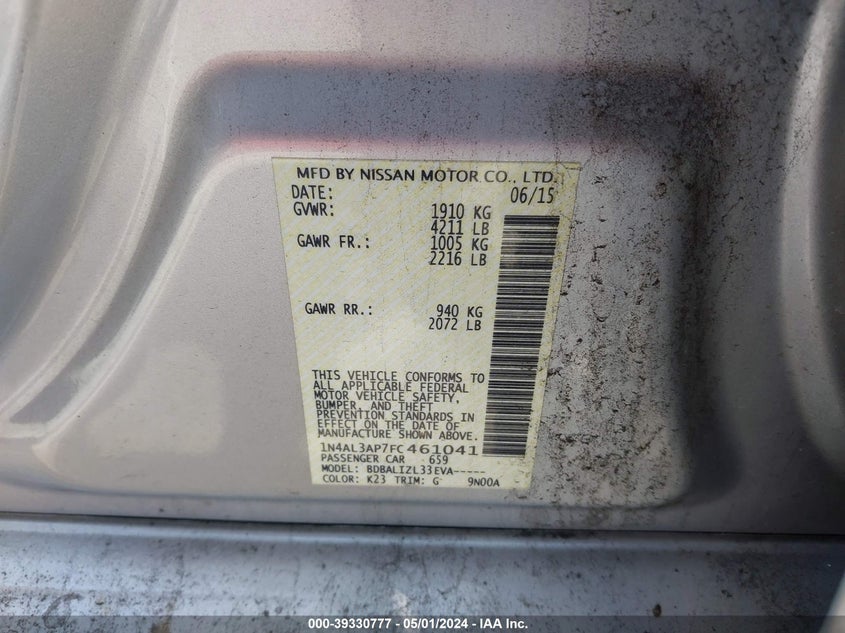 MFD BY NISSAN MOTOR CO., LTD.
DATE: 06/15
GVWR: 1910 KG
4211 LB
GAWR FR.: 1005 KG
2216 LB
GAWR RR.: 940 KG
2072 LB
THIS VEHICLE CONFORMS TO
ALL APPLICABLE FEDERAL
MOTOR VEHICLE SAFETY,
BUMPER, AND THEFT
PREVENTION STANDARDS IN
EFFECT ON THE DATE OF
MANUFACTURE SHOWN ABOVE.
1N4AL3AP7FC461041
PASSENGER CAR 659
MODEL: BDBALIZL33EVA-----
COLOR: K23 TRIM: G 9N00A
000-39330777 - 05/01/2024 - IAA Inc.